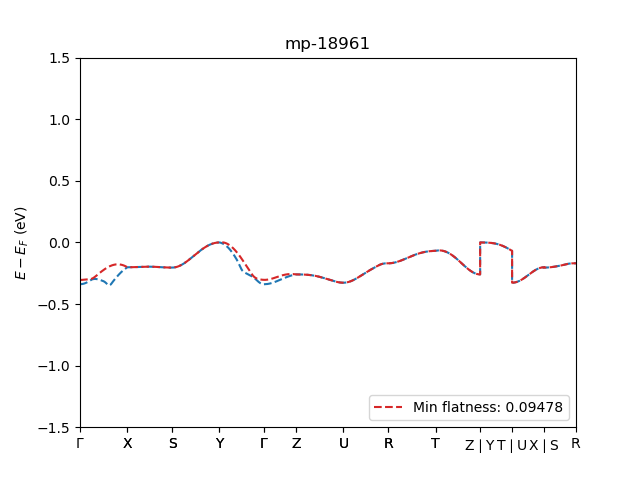 mp-18961
1.5
1.0
0.5
0.0
−0.5
−1.0
−1.5
E − E_F (eV)
Min flatness: 0.09478
Γ X S Y Γ Z U R T Z | Y T | U X | S R